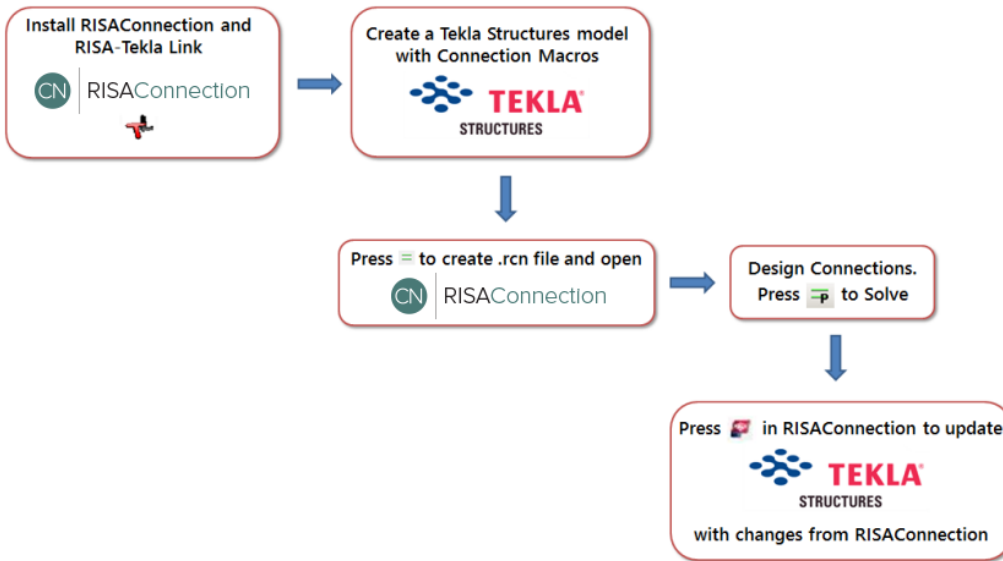 Install RISAConnection and
RISA-Tekla Link
CN RISAConnection
Create a Tekla Structures model
with Connection Macros
TEKLA®
STRUCTURES
Press = to create .rcn file and open
CN RISAConnection
Design Connections.
Press =P to Solve
Press in RISAConnection to update
TEKLA®
STRUCTURES
with changes from RISAConnection